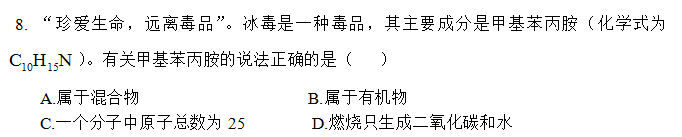 8. “珍爱生命，远离毒品”。冰毒是一种毒品，其主要成分是甲基苯丙胺（化学式为
C₁₀H₁₅N）。有关甲基苯丙胺的说法正确的是（ ）
A.属于混合物 B.属于有机物
C.一个分子中原子总数为 25 D.燃烧只生成二氧化碳和水